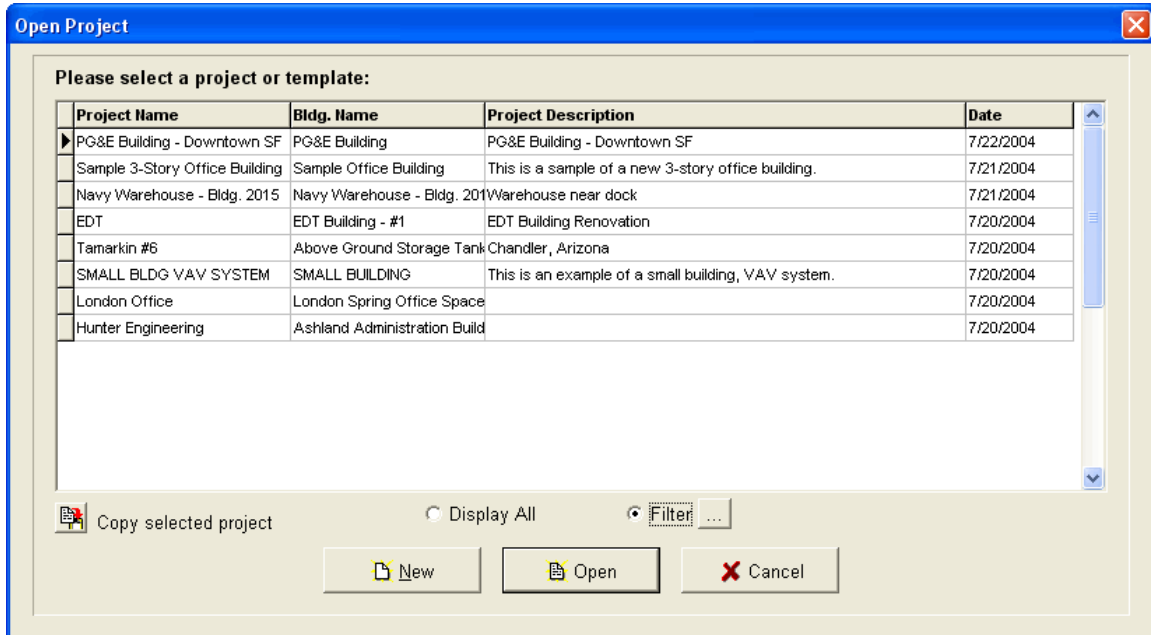 Open Project
Please select a project or template:
Project Name Bldg. Name Project Description Date
PG&E Building - Downtown SF PG&E Building PG&E Building - Downtown SF 7/22/2004
Sample 3-Story Office Building Sample Office Building This is a sample of a new 3-story office building. 7/21/2004
Navy Warehouse - Bldg. 2015 Navy Warehouse - Bldg. 201 Warehouse near dock 7/21/2004
EDT EDT Building - #1 EDT Building Renovation 7/20/2004
Tamarkin #6 Above Ground Storage Tank Chandler, Arizona 7/20/2004
SMALL BLDG VAV SYSTEM SMALL BUILDING This is an example of a small building, VAV system. 7/20/2004
London Office London Spring Office Space 7/20/2004
Hunter Engineering Ashland Administration Build 7/20/2004
Copy selected project Display All Filter ...
New Open Cancel